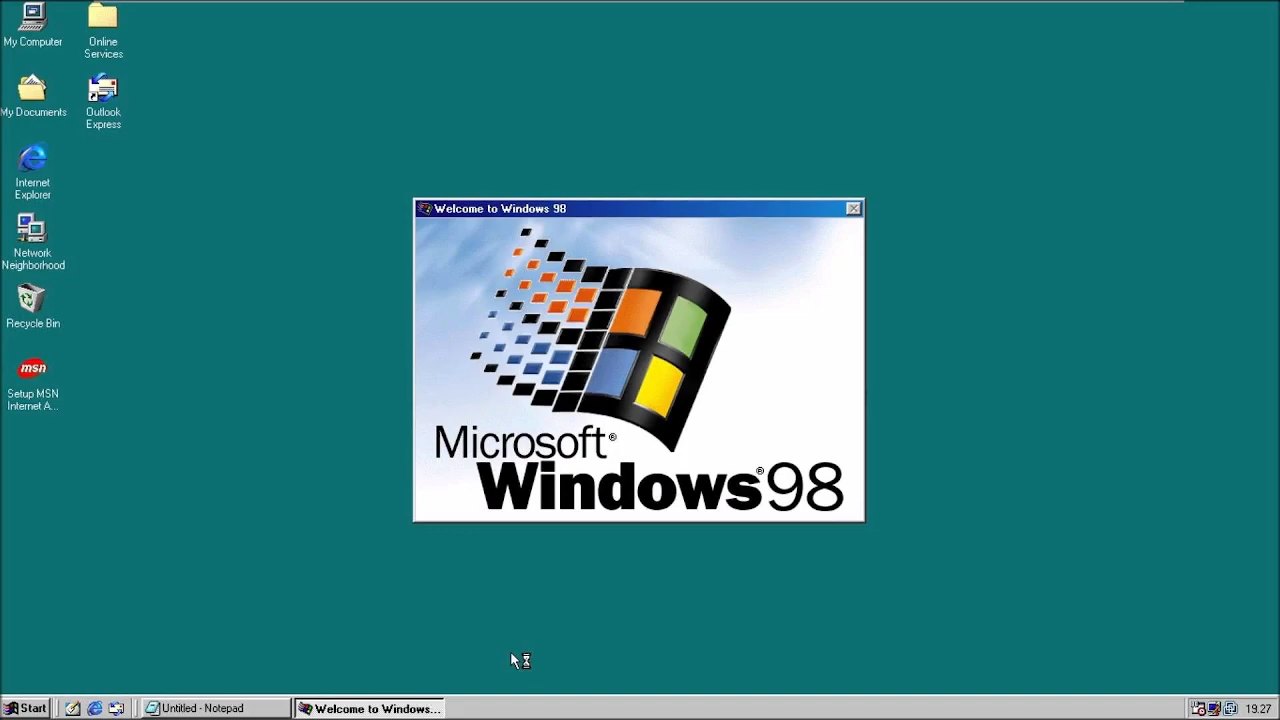 My Computer
Online
Services
My Documents
Outlook
Express
Internet
Explorer
Network
Neighborhood
Recycle Bin
msn
Setup MSN
Internet A...
Welcome to Windows 98
Microsoft®
Windows®98
Start
Untitled - Notepad
Welcome to Windows...
19.27